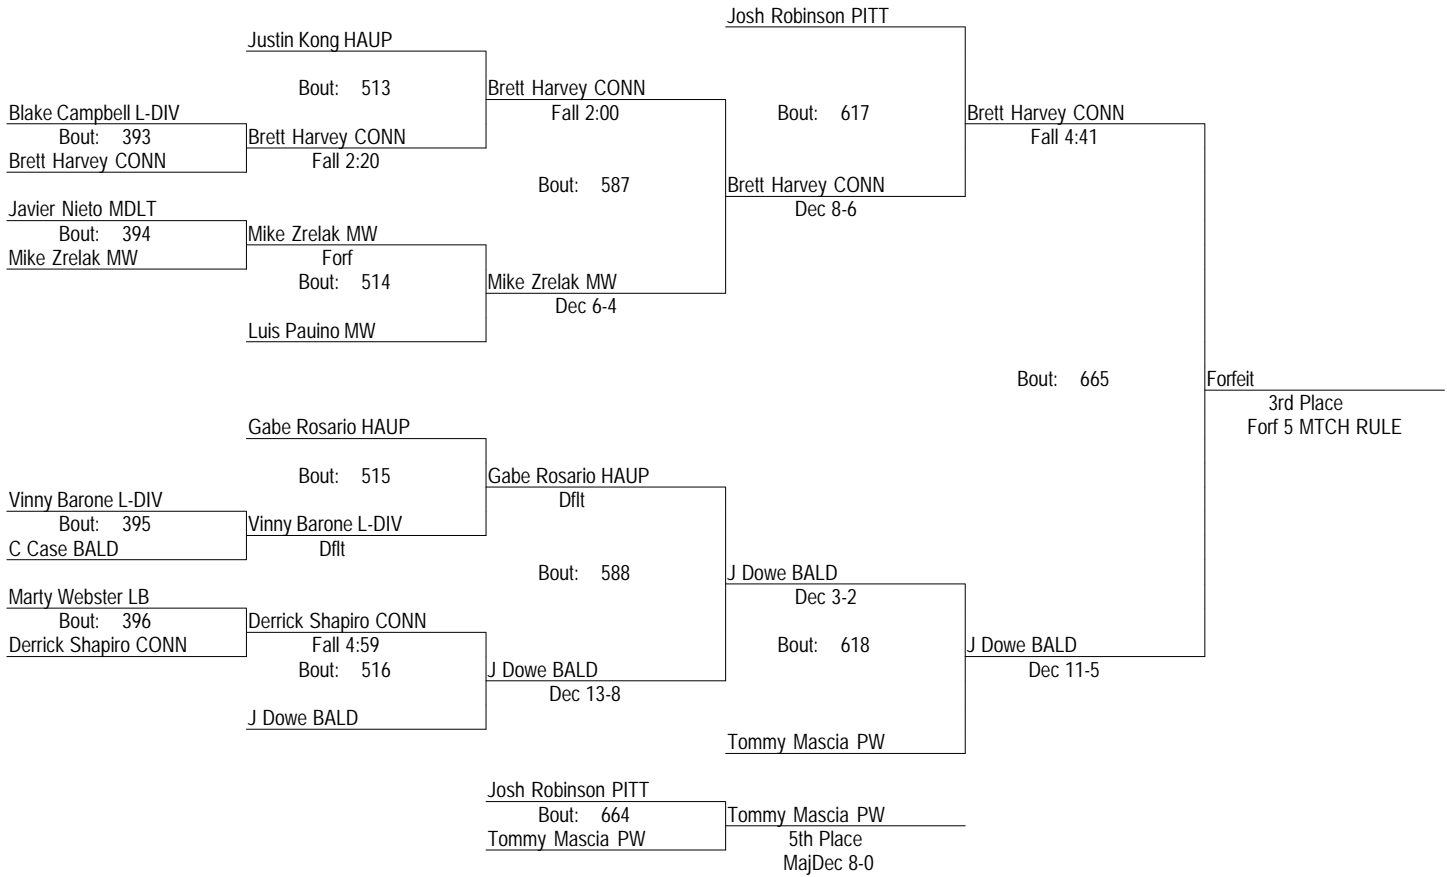 Josh Robinson PITT
Justin Kong HAUP
Bout: 513
Brett Harvey CONN
Fall 2:00
Blake Campbell L-DIV
Bout: 393
Brett Harvey CONN
Brett Harvey CONN
Fall 2:20
Bout: 617
Brett Harvey CONN
Fall 4:41
Bout: 587
Brett Harvey CONN
Dec 8-6
Javier Nieto MDLT
Bout: 394
Mike Zrelak MW
Mike Zrelak MW
Forf
Bout: 514
Mike Zrelak MW
Dec 6-4
Luis Pauino MW
Bout: 665
Forfeit
3rd Place
Forf 5 MTCH RULE
Gabe Rosario HAUP
Bout: 515
Gabe Rosario HAUP
Dflt
Vinny Barone L-DIV
Bout: 395
C Case BALD
Vinny Barone L-DIV
Dflt
Bout: 588
J Dowe BALD
Dec 3-2
Marty Webster LB
Bout: 396
Derrick Shapiro CONN
Derrick Shapiro CONN
Fall 4:59
Bout: 516
J Dowe BALD
Dec 13-8
Bout: 618
J Dowe BALD
Dec 11-5
J Dowe BALD
Tommy Mascia PW
Josh Robinson PITT
Bout: 664
Tommy Mascia PW
Tommy Mascia PW
5th Place
MajDec 8-0